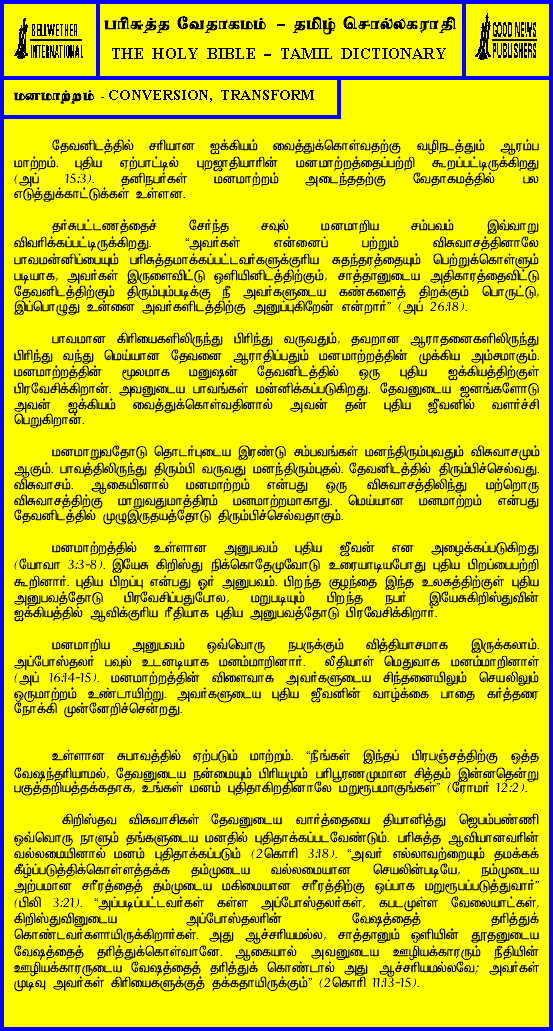 BELLWETHER
INTERNATIONAL
பரிசுத்த வேதாகமம் – தமிழ் சொல்லகராதி
THE HOLY BIBLE – TAMIL DICTIONARY
GOOD NEWS
PUBLISHERS
மனமாற்றம் - CONVERSION, TRANSFORM
தேவனிடத்தில் சரியான ஐக்கியம் வைத்துக்கொள்வதற்கு வழிநடத்தும் ஆரம்ப
மாற்றம். புதிய ஏற்பாட்டில் புறஜாதியாரின் மனமாற்றத்தைப்பற்றி கூறப்பட்டிருக்கிறது
(அப் 15:3). தனிநபர்கள் மனமாற்றம் அடைந்ததற்கு வேதாகமத்தில் பல
எடுத்துக்காட்டுக்கள் உள்ளன.
தர்சுபட்டணத்தைச் சேர்ந்த சவுல் மனமாறிய சம்பவம் இவ்வாறு
விவரிக்கப்பட்டிருக்கிறது. “அவர்கள் என்னைப் பற்றும் விசுவாசத்தினாலே
பாவமன்னிப்பையும் பரிசுத்தமாக்கப்பட்டவர்களுக்குரிய சுதந்தரத்தையும் பெற்றுக்கொள்ளும்
படியாக, அவர்கள் இருளைவிட்டு ஒளியினிடத்திற்கும், சாத்தானுடைய அதிகாரத்தைவிட்டு
தேவனிடத்திற்கும் திரும்பும்படிக்கு நீ அவர்களுடைய கண்களைத் திறக்கும் பொருட்டு,
இப்பொழுது உன்னை அவர்களிடத்திற்கு அனுப்புகிறேன் என்றார்” (அப் 26:18).
பாவமான கிரியைகளிலிருந்து பிரிந்து வருவதும், தவறான ஆராதனைகளிலிருந்து
பிரிந்து வந்து மெய்யான தேவனை ஆராதிப்பதும் மனமாற்றத்தின் முக்கிய அம்சமாகும்.
மனமாற்றத்தின் மூலமாக மனுஷன் தேவனிடத்தில் ஒரு புதிய ஐக்கியத்திற்குள்
பிரவேசிக்கிறான். அவனுடைய பாவங்கள் மன்னிக்கப்படுகிறது. தேவனுடைய ஜனங்களோடு
அவன் ஐக்கியம் வைத்துக்கொள்வதினால் அவன் தன் புதிய ஜீவனில் வளர்ச்சி
பெறுகிறான்.
மனமாறுவதோடு தொடர்புடைய இரண்டு சம்பவங்கள் மனந்திரும்புவதும் விசுவாசமும்
ஆகும். பாவத்திலிருந்து திரும்பி வருவது மனந்திரும்புதல். தேவனிடத்தில் திரும்பிச்செல்வது.
விசுவாசம். ஆகையினால் மனமாற்றம் என்பது ஒரு விசுவாசத்திலிந்து மற்றொரு
விசுவாசத்திற்கு மாறுவதுமாத்திரம் மனமாற்றமாகாது. மெய்யான மனமாற்றம் என்பது
தேவனிடத்தில் முழுஇருதயத்தோடு திரும்பிச்செல்வதாகும்.
மனமாற்றத்தில் உள்ளான அனுபவம் புதிய ஜீவன் என அழைக்கப்படுகிறது
(யோவா 3:3-8). இயேசு கிறிஸ்து நிக்கொதேமுவோடு உரையாடியபோது புதிய பிறப்பைபற்றி
கூறினார். புதிய பிறப்பு என்பது ஓர் அனுபவம். பிறந்த குழந்தை இந்த உலகத்திற்குள் புதிய
அனுபவத்தோடு பிரவேசிப்பதுபோல, மறுபடியும் பிறந்த நபர் இயேசுகிறிஸ்துவின்
ஐக்கியத்தில் ஆவிக்குரிய ரீதியாக புதிய அனுபவத்தோடு பிரவேசிக்கிறார்.
மனமாறிய அனுபவம் ஒவ்வொரு நபருக்கும் வித்தியாசமாக இருக்கலாம்.
அப்போஸ்தலர் பவுல் உடனடியாக மனம்மாறினார். லீதியாள் மெதுவாக மனம்மாறினாள்
(அப் 16:14-15). மனமாற்றத்தின் விளைவாக அவர்களுடைய சிந்தனையிலும் செயலிலும்
ஒருமாற்றம் உண்டாயிற்று. அவர்களுடைய புதிய ஜீவனின் வாழ்க்கை பாதை கர்த்தரை
நோக்கி முன்னேறிச்சென்றது.
உள்ளான சுபாவத்தில் ஏற்படும் மாற்றம். “நீங்கள் இந்தப் பிரபஞ்சத்திற்கு ஒத்த
வேஷந்தரியாமல், தேவனுடைய நன்மையும் பிரியமும் பரிபூரணமுமான சித்தம் இன்னதென்று
பகுத்தறியத்தக்கதாக, உங்கள் மனம் புதிதாகிறதினாலே மறுரூபமாகுங்கள்” (ரோமர் 12:2).
கிறிஸ்தவ விசுவாசிகள் தேவனுடைய வார்த்தையை தியானித்து ஜெபம்பண்ணி
ஒவ்வொரு நாளும் தங்களுடைய மனதில் புதிதாக்கப்படவேண்டும். பரிசுத்த ஆவியானவரின்
வல்லமையினால் மனம் புதிதாக்கப்படும் (2கொரி 3:18). “அவர் எல்லாவற்றையும் தமக்குக்
கீழ்ப்படுத்திக்கொள்ளத்தக்க தம்முடைய வல்லமையான செயலின்படியே, நம்முடைய
அற்பமான சரீரத்தைத் தம்முடைய மகிமையான சரீரத்திற்கு ஒப்பாக மறுரூபப்படுத்துவார்”
(பிலி 3:21). “அப்படிப்பட்டவர்கள் கள்ள அப்போஸ்தலர்கள், கபடமுள்ள வேலையாட்கள்,
கிறிஸ்துவினுடைய அப்போஸ்தலரின் வேஷத்தைத் தரித்துக்
கொண்டவர்களாயிருக்கிறார்கள். அது ஆச்சரியமல்ல, சாத்தானும் ஒளியின் தூதனுடைய
வேஷத்தைத் தரித்துக்கொள்வானே. ஆகையால் அவனுடைய ஊழியக்காரரும் நீதியின்
ஊழியக்காரருடைய வேஷத்தைத் தரித்துக் கொண்டால் அது ஆச்சரியமல்லவே; அவர்கள்
முடிவு அவர்கள் கிரியைகளுக்குத் தக்கதாயிருக்கும்” (2கொரி 11:13-15).